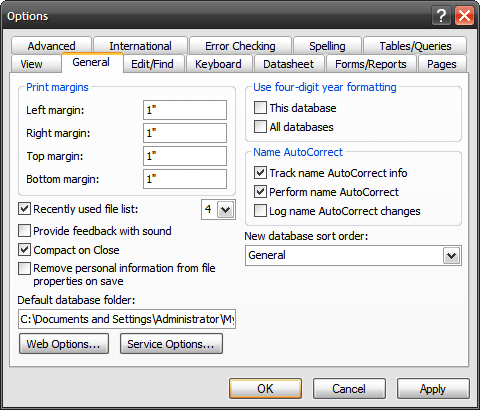 Options
Advanced International Error Checking Spelling Tables/Queries
View General Edit/Find Keyboard Datasheet Forms/Reports Pages
Print margins
Left margin: 1"
Right margin: 1"
Top margin: 1"
Bottom margin: 1"
Recently used file list: 4
Provide feedback with sound
Compact on Close
Remove personal information from file
properties on save
Default database folder:
C:\Documents and Settings\Administrator\My
Web Options... Service Options...
Use four-digit year formatting
This database
All databases
Name AutoCorrect
Track name AutoCorrect info
Perform name AutoCorrect
Log name AutoCorrect changes
New database sort order:
General
OK Cancel Apply